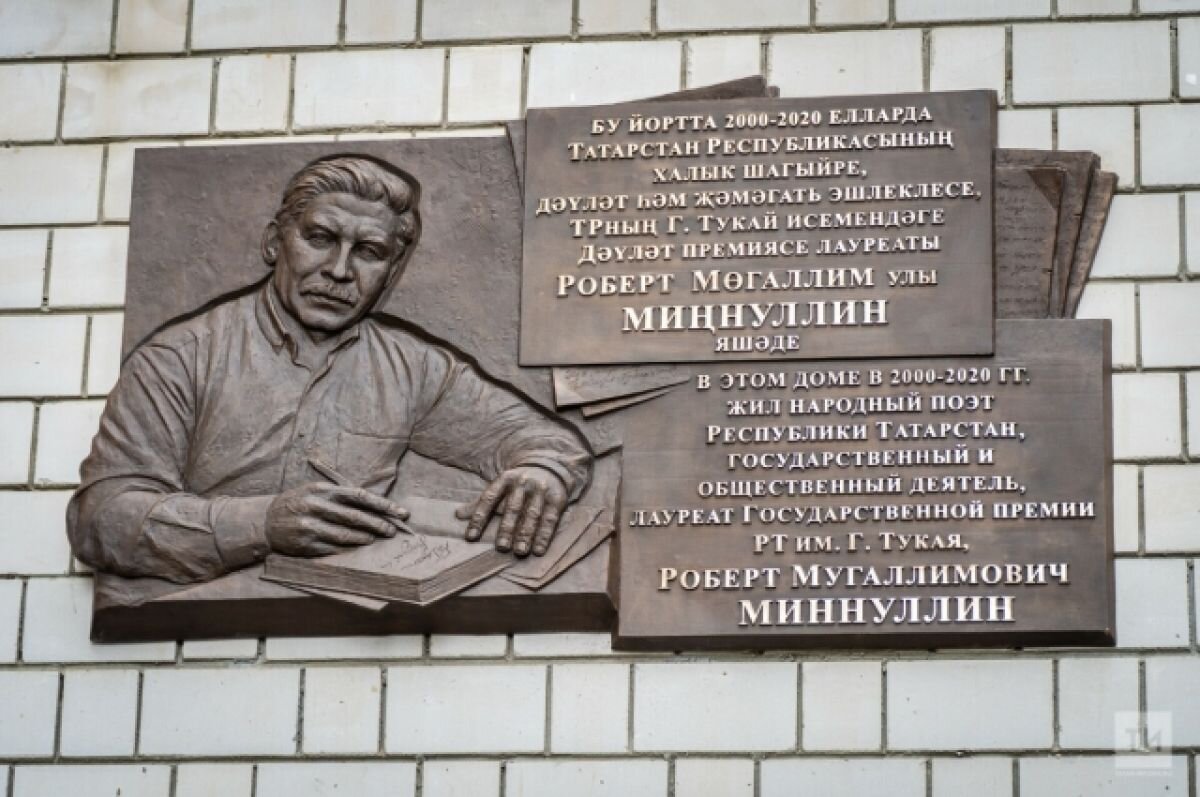 БУ ЙОРТТА 2000-2020 ЕЛЛАРДА
ТАТАРСТАН РЕСПУБЛИКАСЫНЫҢ
ХАЛЫК ШАГЫЙРЕ,
ДӘҮЛӘТ ҺӘМ ҖӘМӘГАТЬ ЭШЛЕКЛЕСЕ,
ТРНЫҢ Г. ТУКАЙ ИСЕМЕНДӘГЕ
ДӘҮЛӘТ ПРЕМИЯСЕ ЛАУРЕАТЫ
РОБЕРТ МӨГАЛЛИМ УЛЫ
МИҢНУЛЛИН
ЯШӘДЕ
В ЭТОМ ДОМЕ В 2000-2020 ГГ.
ЖИЛ НАРОДНЫЙ ПОЭТ
РЕСПУБЛИКИ ТАТАРСТАН,
ГОСУДАРСТВЕННЫЙ И
ОБЩЕСТВЕННЫЙ ДЕЯТЕЛЬ,
ЛАУРЕАТ ГОСУДАРСТВЕННОЙ ПРЕМИИ
РТ ИМ. Г. ТУКАЯ,
РОБЕРТ МУГАЛЛИМОВИЧ
МИННУЛЛИН